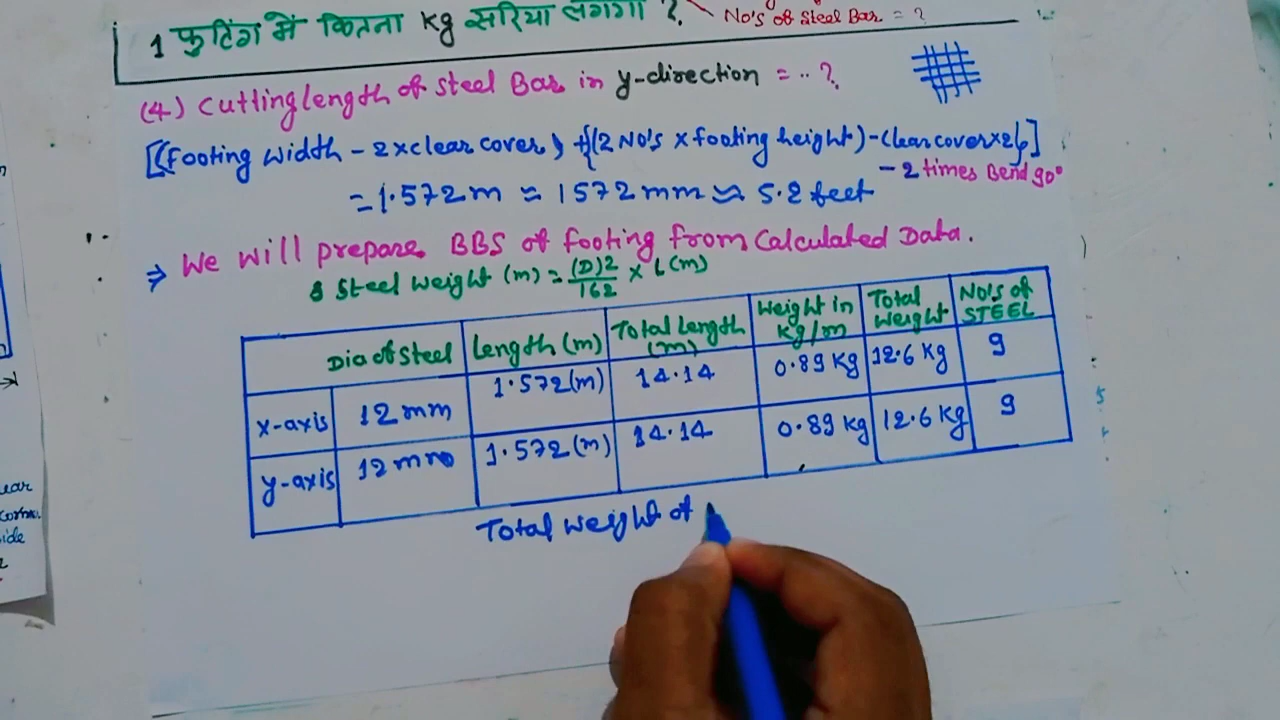 1 फुटिंग में कितना kg सरिया लगेगा ?
No's of Steel Bar = ?
(4) Cutting length of Steel Bar in y-direction = .. ?
[(Footing width - 2 x clear cover) + {(2 No's x footing height) - Clear cover x 2}]
- 2 times Bend 90°
= 1.572 m ≈ 1572 mm ≈ 5.2 feet
⇒ We will prepare BBS of footing from Calculated Data.
Steel weight (m) = (D)2/162 x L (m)
Dia of Steel Length (m) Total Length (m) Weight in kg/m Total weight No's of STEEL
x-axis 12 mm 1.572 (m) 14.14 0.89 kg 12.6 kg 9
y-axis 12 mm 1.572 (m) 14.14 0.89 kg 12.6 kg 9
Total weight of